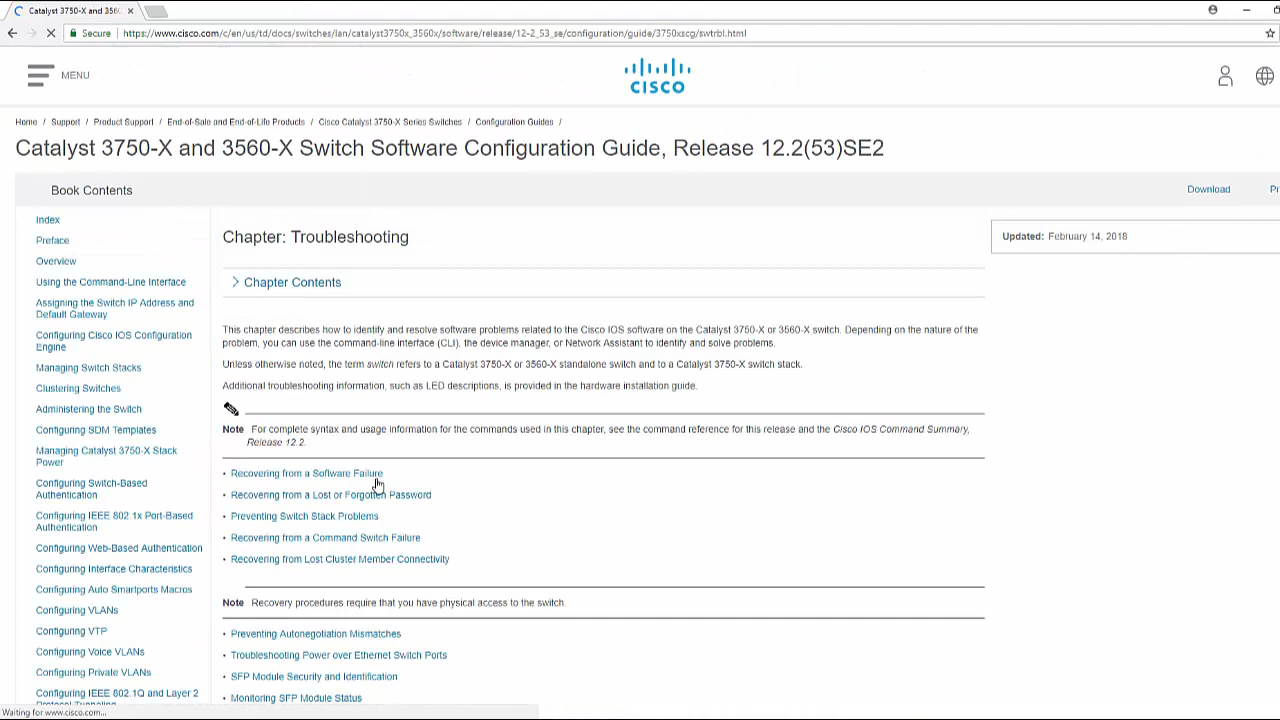 Catalyst 3750-X and 356
Secure
https://www.cisco.com/c/en/us/td/docs/switches/lan/catalyst3750x_3560x/software/release/12-2_53_se/configuration/guide/3750xscg/swtrbl.html
MENU
CISCO
Home / Support / Product Support / End-of-Sale and End-of-Life Products / Cisco Catalyst 3750-X Series Switches / Configuration Guides /
Catalyst 3750-X and 3560-X Switch Software Configuration Guide, Release 12.2(53)SE2
Book Contents
Download
Pr
Index
Preface
Overview
Using the Command-Line Interface
Assigning the Switch IP Address and
Default Gateway
Configuring Cisco IOS Configuration
Engine
Managing Switch Stacks
Clustering Switches
Administering the Switch
Configuring SDM Templates
Managing Catalyst 3750-X Stack
Power
Configuring Switch-Based
Authentication
Configuring IEEE 802.1x Port-Based
Authentication
Configuring Web-Based Authentication
Configuring Interface Characteristics
Configuring Auto Smartports Macros
Configuring VLANs
Configuring VTP
Configuring Voice VLANs
Configuring Private VLANs
Configuring IEEE 802.1Q and Layer 2
Protocol Tunneling
Chapter: Troubleshooting
Chapter Contents
This chapter describes how to identify and resolve software problems related to the Cisco IOS software on the Catalyst 3750-X or 3560-X switch. Depending on the nature of the
problem, you can use the command-line interface (CLI), the device manager, or Network Assistant to identify and solve problems.
Unless otherwise noted, the term switch refers to a Catalyst 3750-X or 3560-X standalone switch and to a Catalyst 3750-X switch stack.
Additional troubleshooting information, such as LED descriptions, is provided in the hardware installation guide.
Note For complete syntax and usage information for the commands used in this chapter, see the command reference for this release and the Cisco IOS Command Summary,
Release 12.2.
• Recovering from a Software Failure
• Recovering from a Lost or Forgotten Password
• Preventing Switch Stack Problems
• Recovering from a Command Switch Failure
• Recovering from Lost Cluster Member Connectivity
Note Recovery procedures require that you have physical access to the switch.
• Preventing Autonegotiation Mismatches
• Troubleshooting Power over Ethernet Switch Ports
• SFP Module Security and Identification
• Monitoring SFP Module Status
Updated: February 14, 2018
Waiting for www.cisco.com...